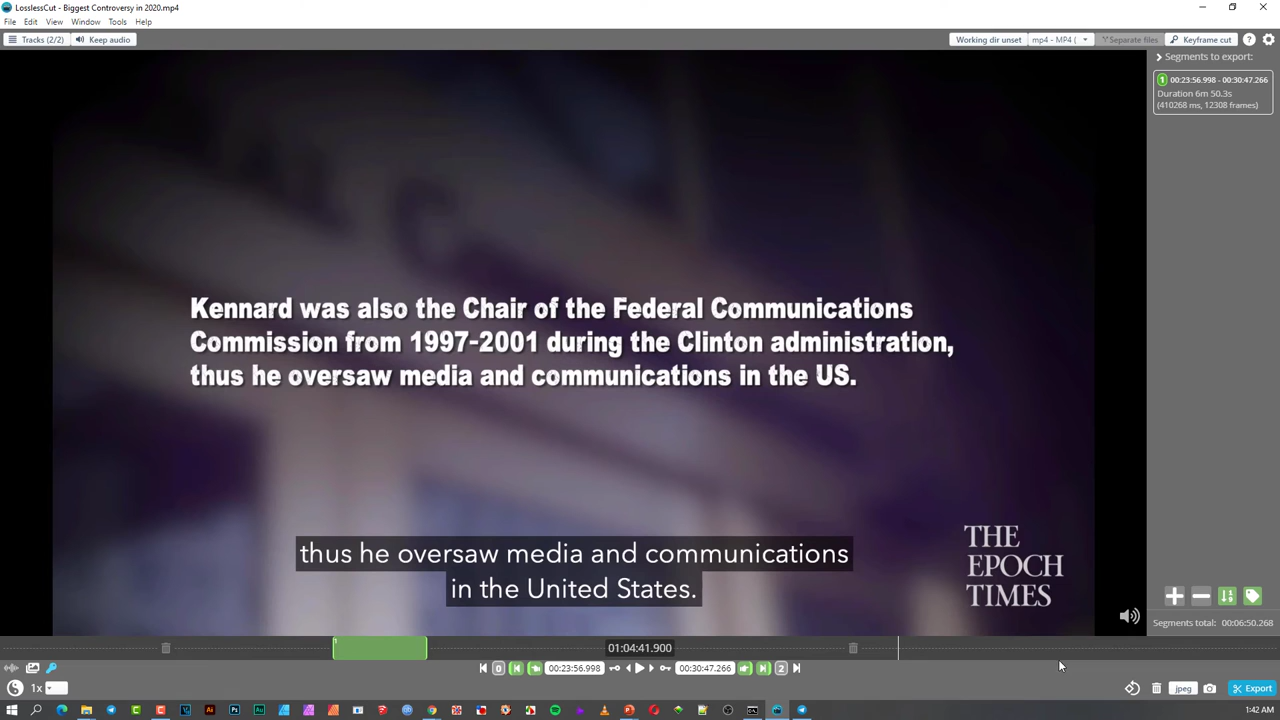 LosslessCut - Biggest Controversy in 2020.mp4
File Edit View Window Tools Help
Tracks (2/2) Keep audio Working dir unset mp4 - MP4 ( Separate files Keyframe cut
Segments to export:
1 00:23:56.998 - 00:30:47.266
Duration 6m 50.3s
(410268 ms, 12308 frames)
Kennard was also the Chair of the Federal Communications
Commission from 1997-2001 during the Clinton administration,
thus he oversaw media and communications in the US.
thus he oversaw media and communications
in the United States.
THE
EPOCH
TIMES
Segments total: 00:06:50.268
1
01:04:41.900
0 00:23:56.998 00:30:47.266 2
1x jpeg Export
1:42 AM